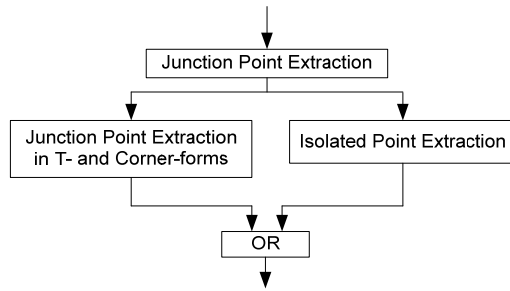 Junction Point Extraction
Junction Point Extraction
in T- and Corner-forms
Isolated Point Extraction
OR